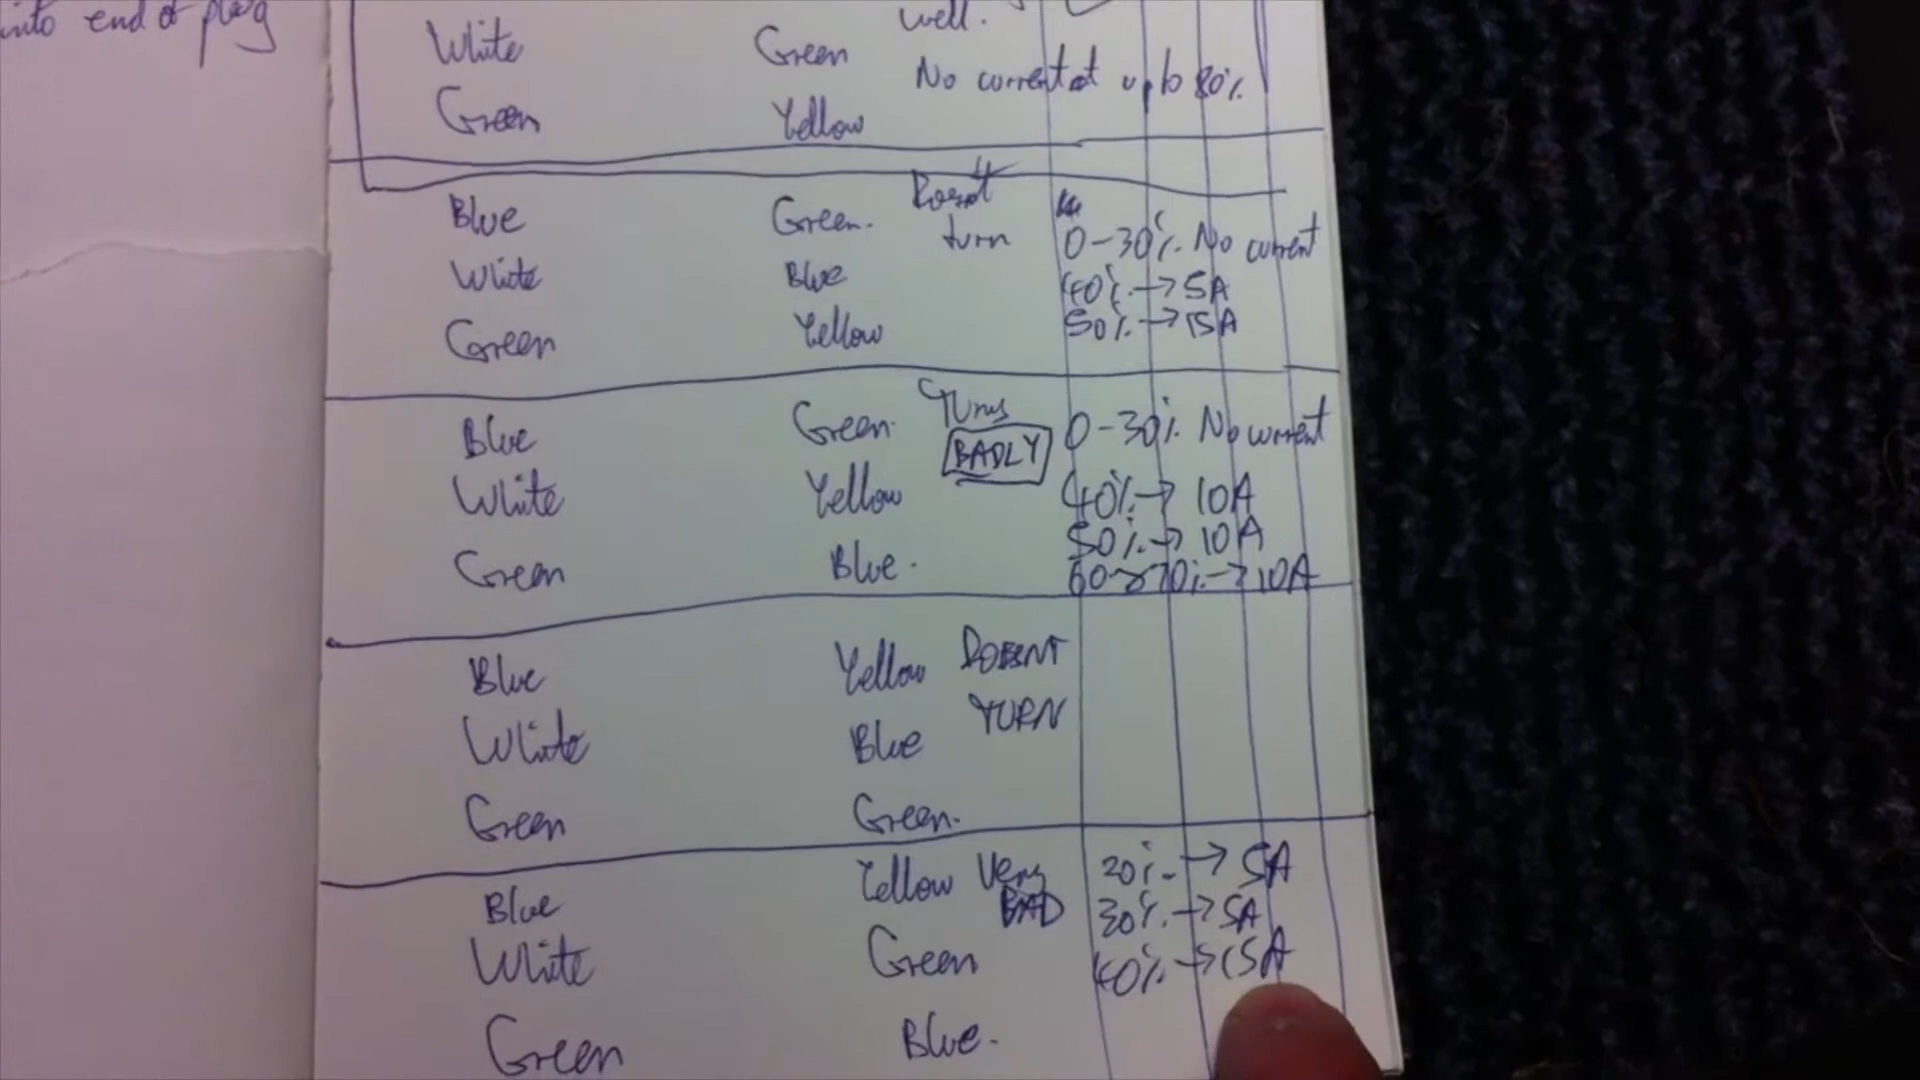 into end of plug
well.
White Green
No current at up to 80%
Green Yellow
Blue Green. Doesnt turn
0-30% No current
White Blue 40% → 5A
Green Yellow 50% → 15A
Blue Green Turns 0-30% No current
BADLY
White Yellow 40% → 10A
50% → 10A
Green Blue. 60~70% → 10A
Blue Yellow DOESNT
White Blue TURN
Green Green.
Blue Yellow Very BAD 20% → 5A
30% → 5A
White Green 40% → 15A
Green Blue.